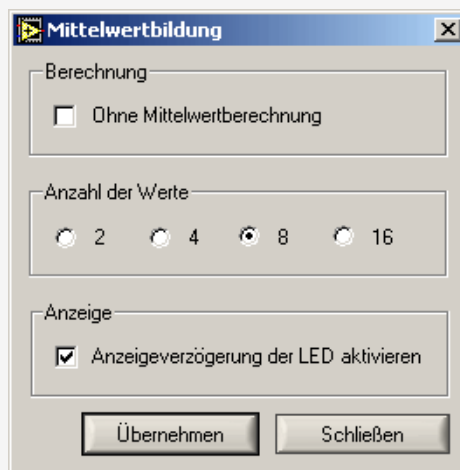 Mittelwertbildung
Berechnung
Ohne Mittelwertberechnung
Anzahl der Werte
2 4 8 16
Anzeige
Anzeigeverzögerung der LED aktivieren
Übernehmen Schließen